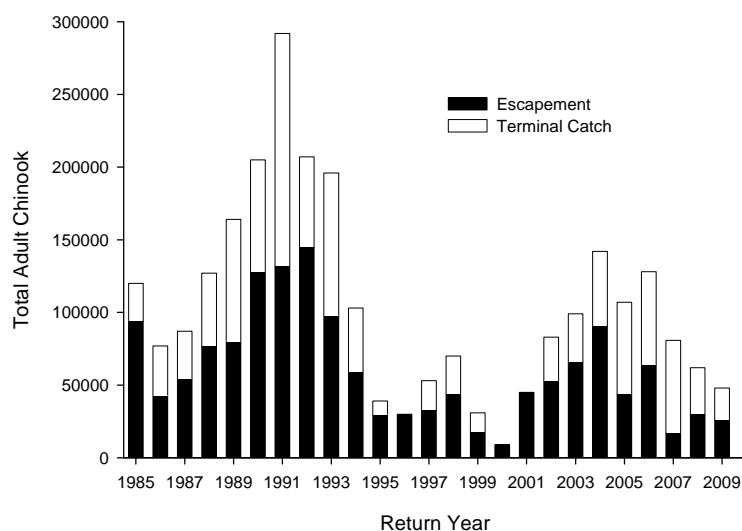 300000
250000
200000
150000
100000
50000
0
Total Adult Chinook
Escapement
Terminal Catch
1985 1987 1989 1991 1993 1995 1997 1999 2001 2003 2005 2007 2009
Return Year